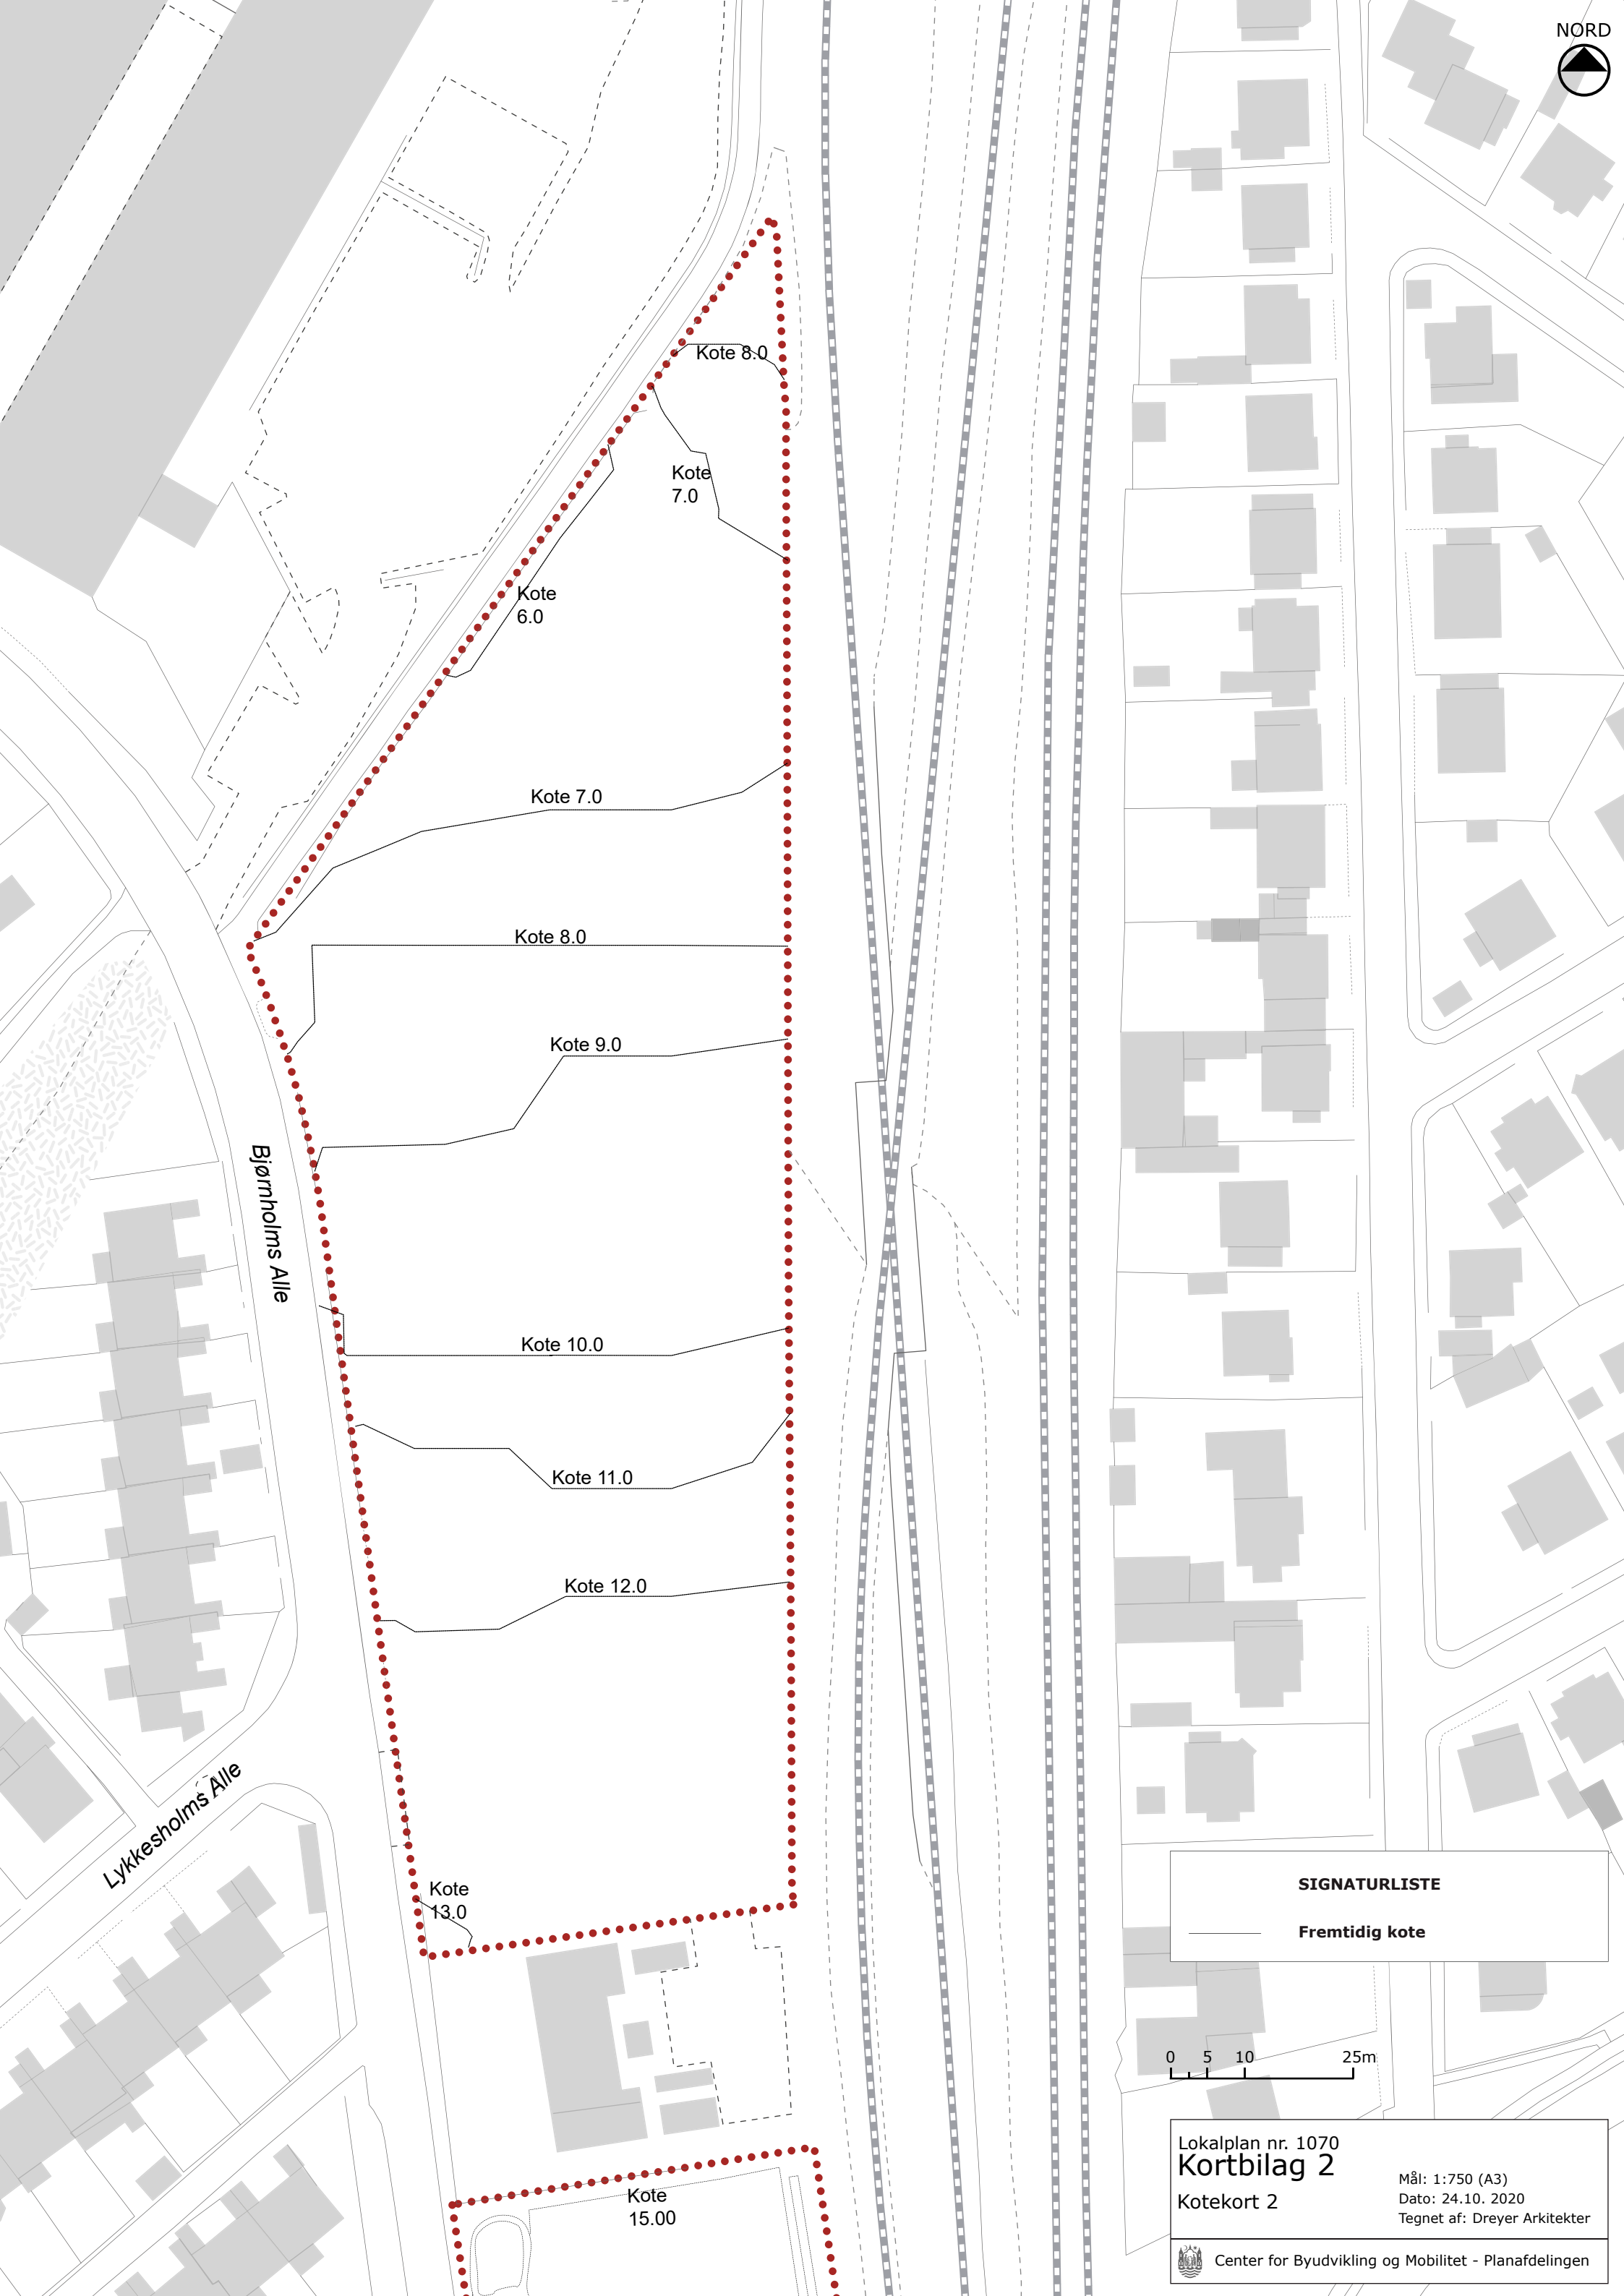 NORD
Kote 8.0
Kote
7.0
Kote
6.0
Kote 7.0
Kote 8.0
Kote 9.0
Bjørnholms Alle
Kote 10.0
Kote 11.0
Kote 12.0
Lykkesholms Alle
Kote
13.0
Kote
15.00
SIGNATURLISTE
Fremtidig kote
0 5 10 25m
Lokalplan nr. 1070
Kortbilag 2
Kotekort 2
Mål: 1:750 (A3)
Dato: 24.10. 2020
Tegnet af: Dreyer Arkitekter
Center for Byudvikling og Mobilitet - Planafdelingen